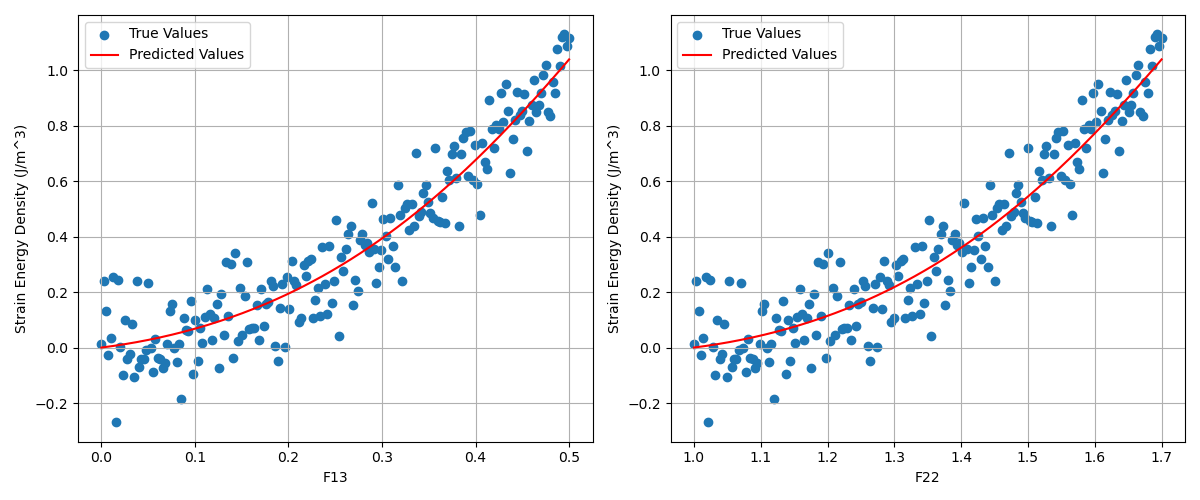 True Values
Predicted Values
Strain Energy Density (J/m^3)
1.0
0.8
0.6
0.4
0.2
0.0
−0.2
0.0 0.1 0.2 0.3 0.4 0.5
F13
True Values
Predicted Values
Strain Energy Density (J/m^3)
1.0
0.8
0.6
0.4
0.2
0.0
−0.2
1.0 1.1 1.2 1.3 1.4 1.5 1.6 1.7
F22